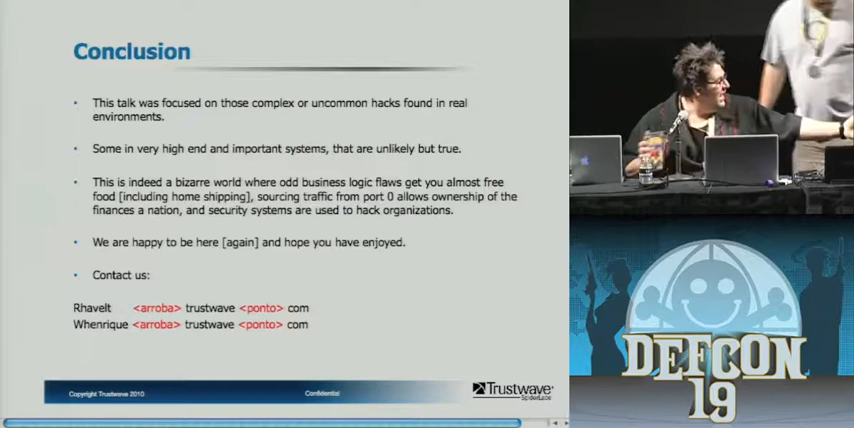 Conclusion
• This talk was focused on those complex or uncommon hacks found in real
environments.
• Some in very high end and important systems, that are unlikely but true.
• This is indeed a bizarre world where odd business logic flaws get you almost free
food [including home shipping], sourcing traffic from port 0 allows ownership of the
finances a nation, and security systems are used to hack organizations.
• We are happy to be here [again] and hope you have enjoyed.
• Contact us:
Rhavelt <arroba> trustwave <ponto> com
Whenrique <arroba> trustwave <ponto> com
Copyright Trustwave 2010
Confidential
Trustwave®
SpiderLabs
DEFCON
19